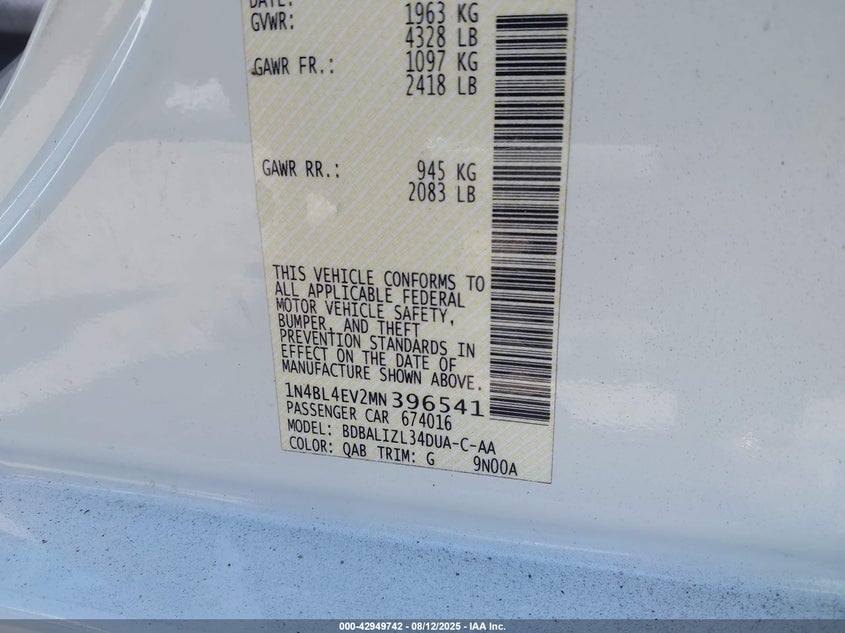 DATE:
GVWR: 1963 KG
4328 LB
GAWR FR.: 1097 KG
2418 LB
GAWR RR.: 945 KG
2083 LB
THIS VEHICLE CONFORMS TO
ALL APPLICABLE FEDERAL
MOTOR VEHICLE SAFETY,
BUMPER, AND THEFT
PREVENTION STANDARDS IN
EFFECT ON THE DATE OF
MANUFACTURE SHOWN ABOVE.
1N4BL4EV2MN396541
PASSENGER CAR 674016
MODEL: BDBALIZL34DUA-C-AA
COLOR: QAB TRIM: G 9N00A
000-42949742 - 08/12/2025 - IAA Inc.